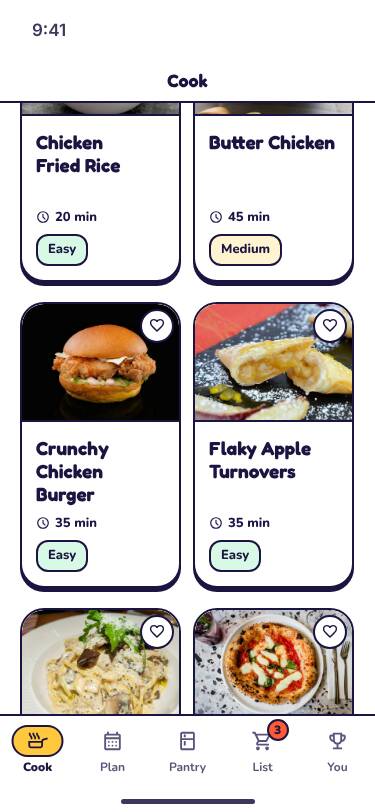 9:41
Cook
Chicken
Fried Rice
20 min
Easy
Butter Chicken
45 min
Medium
Crunchy
Chicken
Burger
35 min
Easy
Flaky Apple
Turnovers
35 min
Easy
3
Cook
Plan
Pantry
List
You